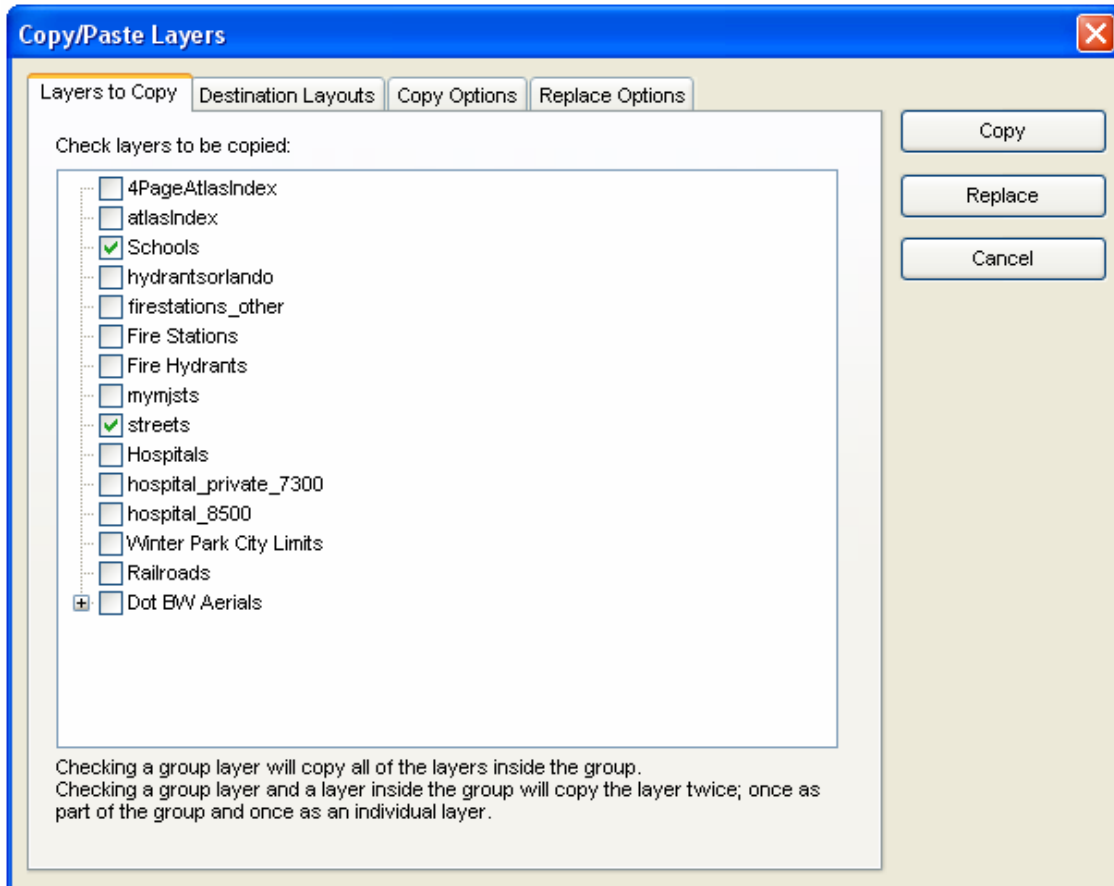 Copy/Paste Layers
Layers to Copy
Destination Layouts
Copy Options
Replace Options
Check layers to be copied:
4PageAtlasIndex
atlasIndex
Schools
hydrantsorlando
firestations_other
Fire Stations
Fire Hydrants
mymjsts
streets
Hospitals
hospital_private_7300
hospital_8500
Winter Park City Limits
Railroads
Dot BW Aerials
Checking a group layer will copy all of the layers inside the group.
Checking a group layer and a layer inside the group will copy the layer twice; once as
part of the group and once as an individual layer.
Copy
Replace
Cancel